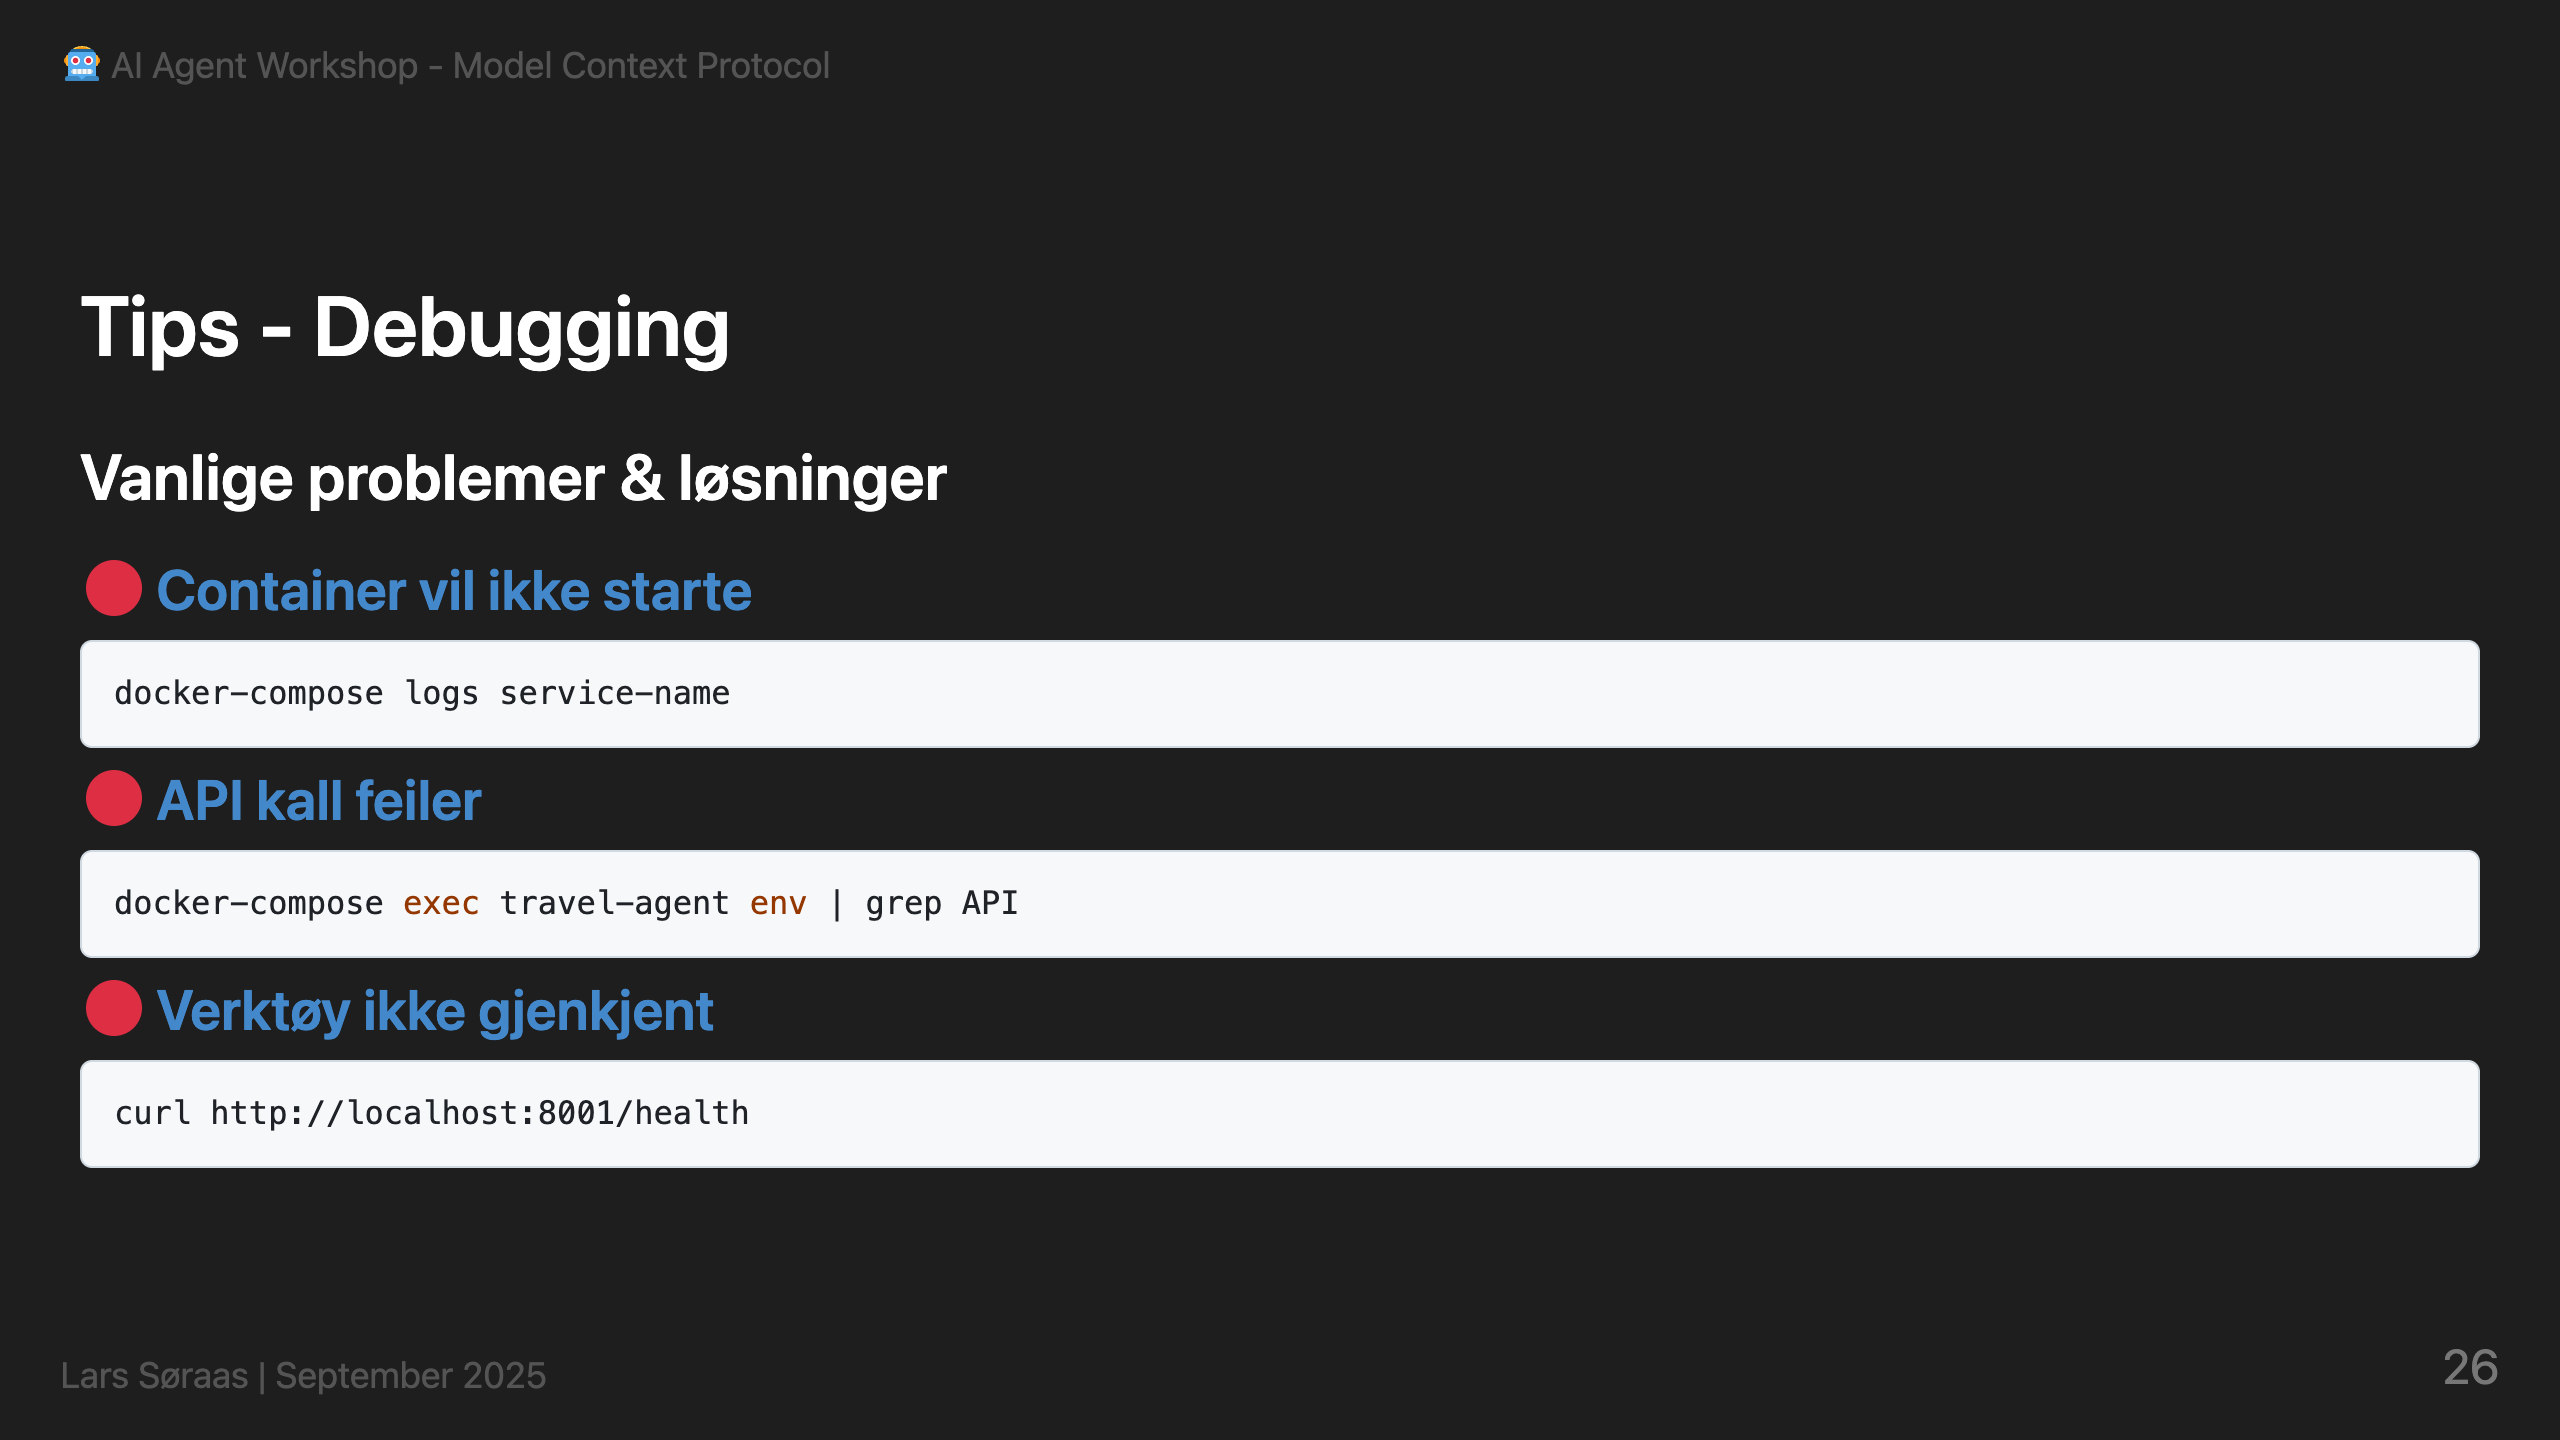 🤖 AI Agent Workshop - Model Context Protocol
Tips - Debugging
Vanlige problemer & løsninger
🔴 Container vil ikke starte
docker-compose logs service-name
🔴 API kall feiler
docker-compose exec travel-agent env | grep API
🔴 Verktøy ikke gjenkjent
curl http://localhost:8001/health
Lars Søraas | September 2025
26